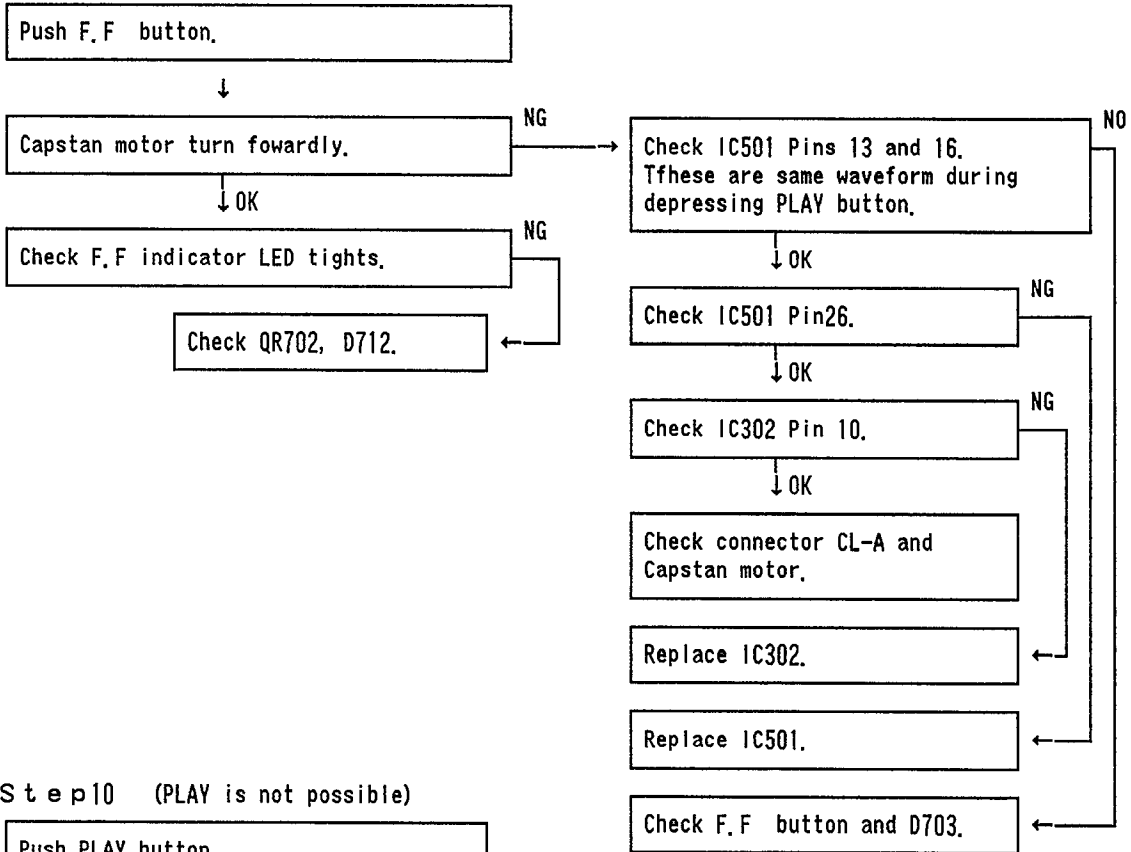 Push F.F button.
↓
Capstan motor turn fowardly.
NG
→
↓ OK
Check F.F indicator LED tights.
NG
Check QR702, D712.
←
Check IC501 Pins 13 and 16.
Tfhese are same waveform during
depressing PLAY button.
NO
↓ OK
Check IC501 Pin26.
NG
↓ OK
Check IC302 Pin 10.
NG
↓ OK
Check connector CL-A and
Capstan motor.
Replace IC302.
←
Replace IC501.
←
Check F.F button and D703.
←
Step10 (PLAY is not possible)
Push PLAY button